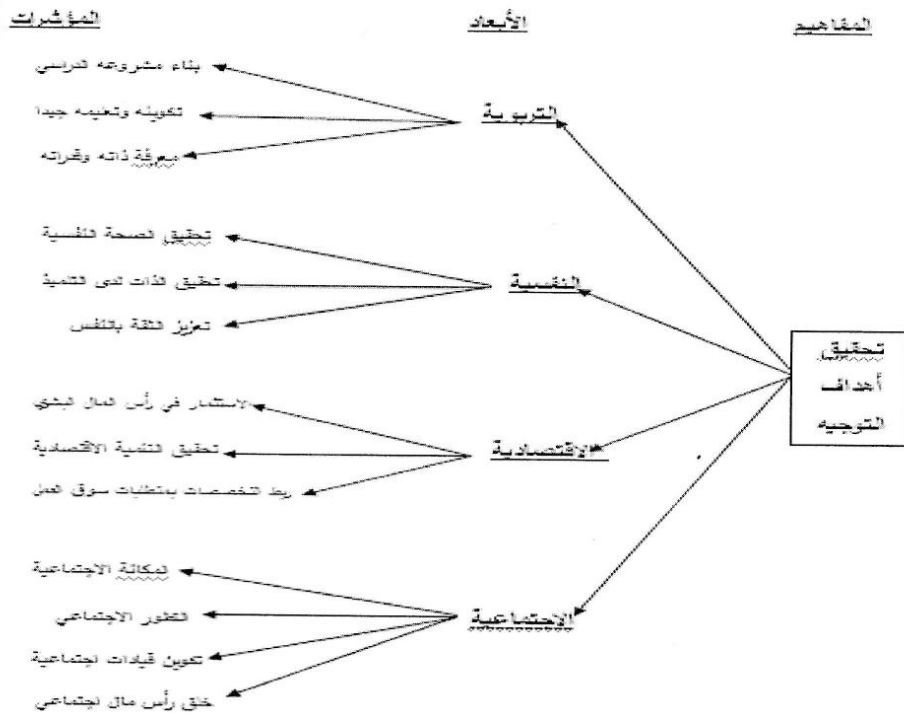 المفاهيم
الأبعاد
المؤشرات
تحقيق
أهداف
التوجيه
التربوية
بناء مشروعه الدراسي
تكوينه وتعليمه جيدا
معرفة ذاته وقدراته
النفسية
تحقيق الصحة النفسية
تحقيق الذات لدى التلميذ
تعزيز الثقة بالنفس
الاقتصادية
الاستثمار في رأس المال البشري
تحقيق التنمية الاقتصادية
ربط التخصصات بمتطلبات سوق العمل
الاجتماعية
المكانة الاجتماعية
التطور الاجتماعي
تكوين قيادات اجتماعية
خلق رأس مال اجتماعي